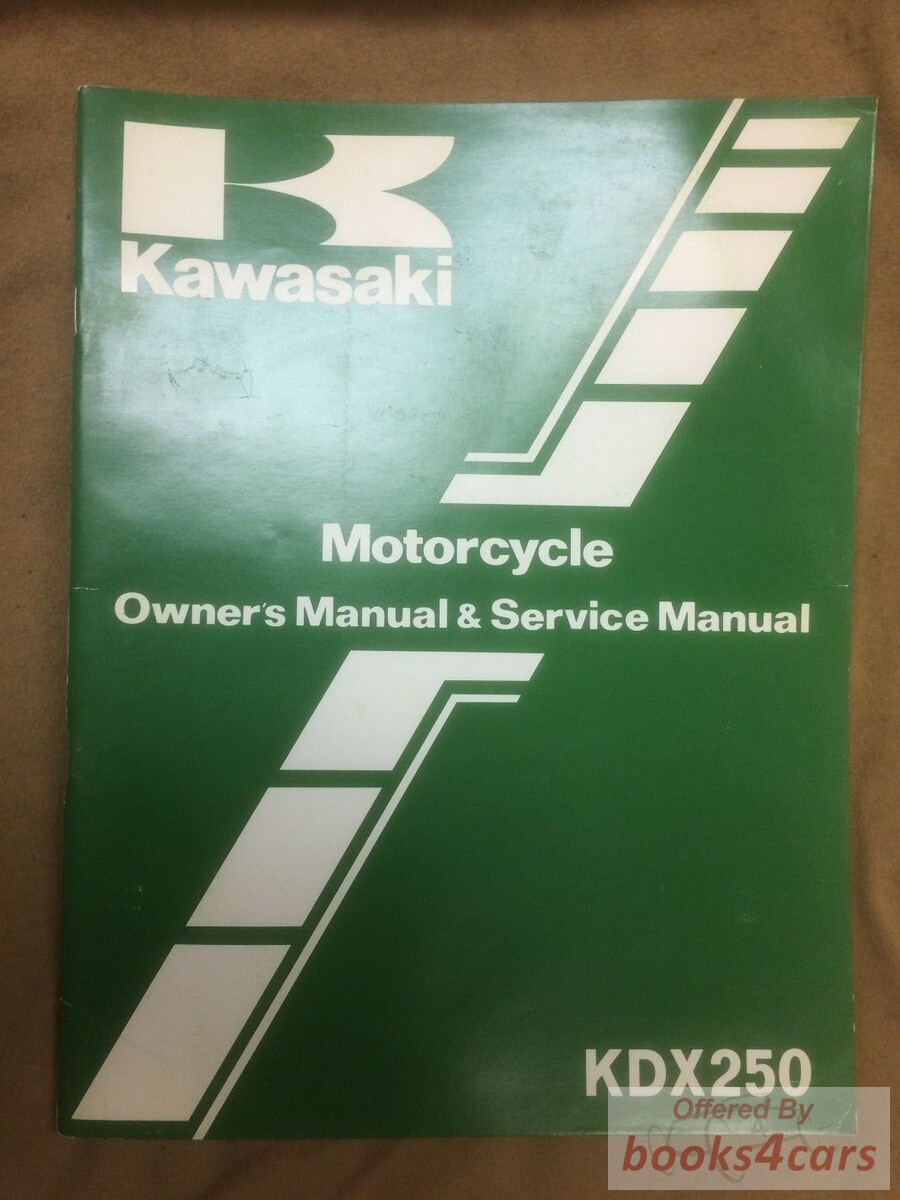 Kawasaki
Motorcycle
Owner's Manual & Service Manual
KDX250
Offered By
books4cars